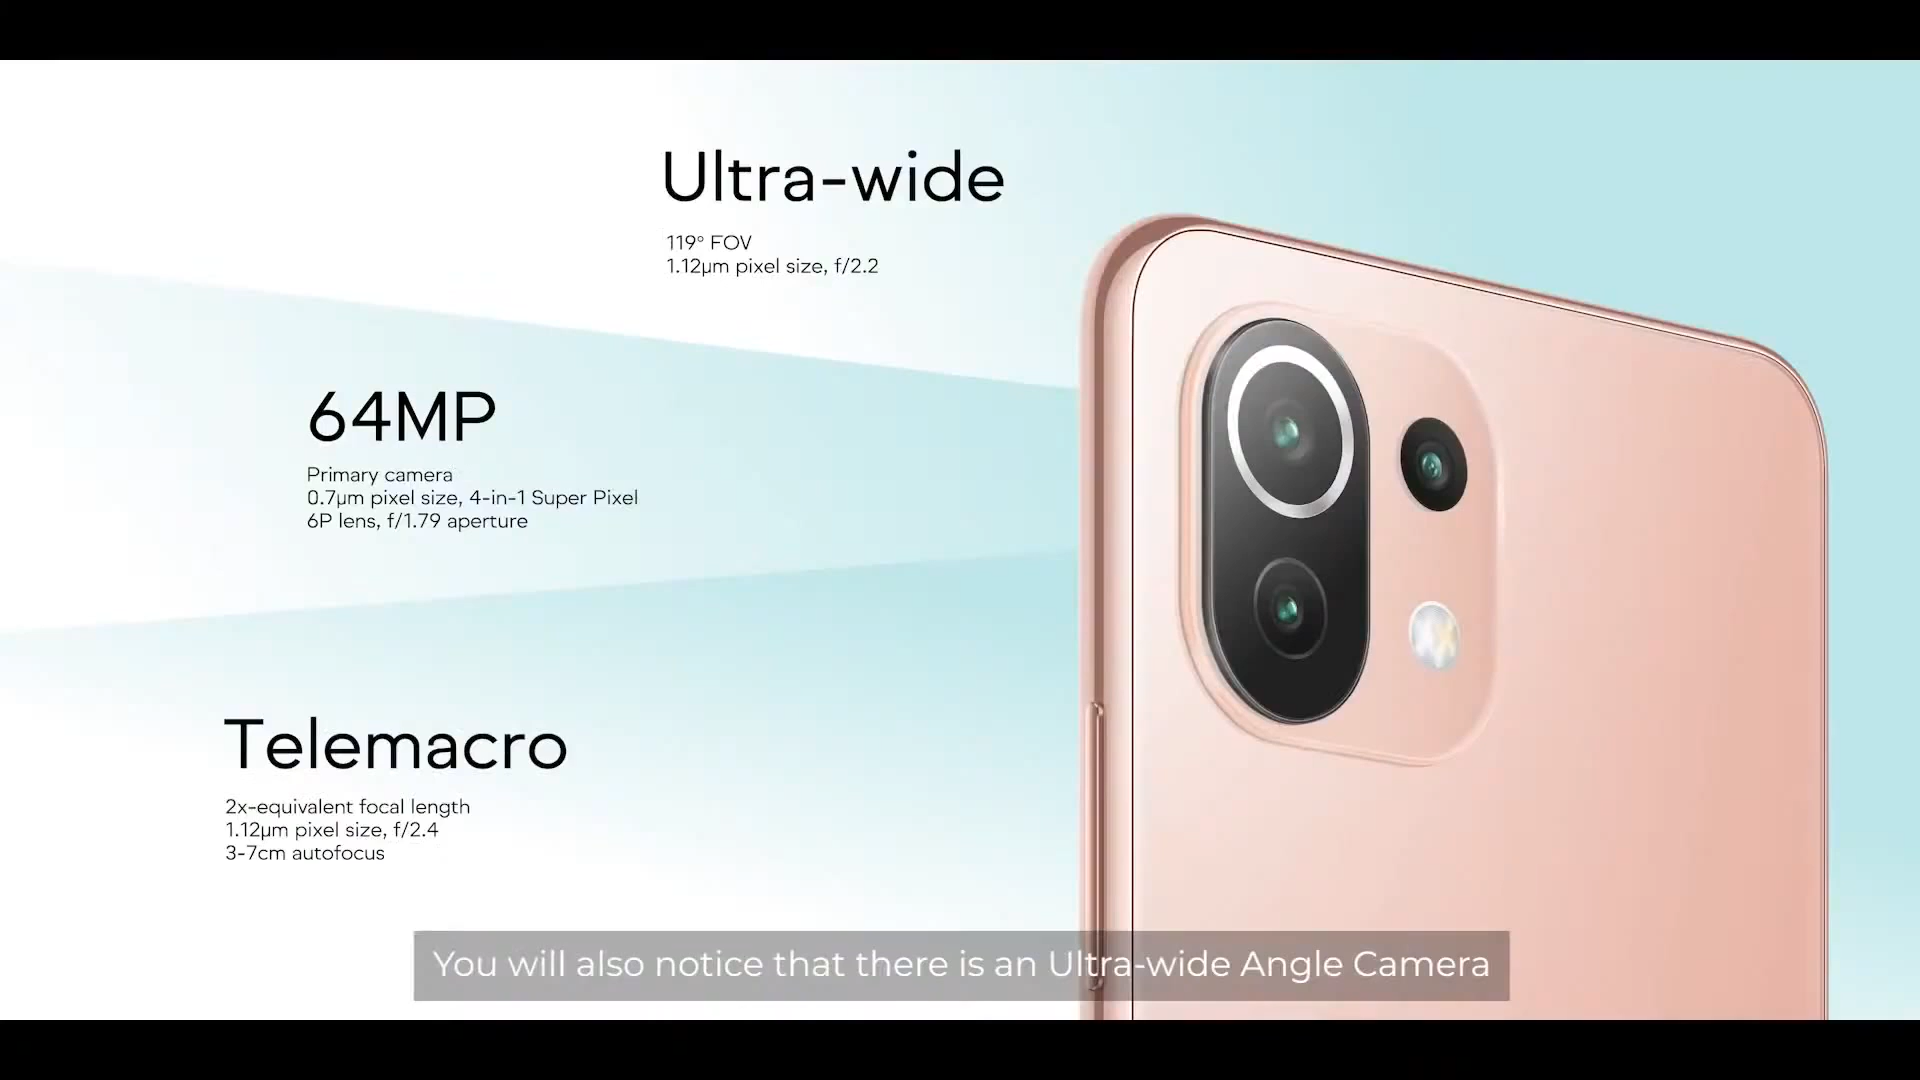 Ultra-wide
119° FOV
1.12μm pixel size, f/2.2
64MP
Primary camera
0.7μm pixel size, 4-in-1 Super Pixel
6P lens, f/1.79 aperture
Telemacro
2x-equivalent focal length
1.12μm pixel size, f/2.4
3-7cm autofocus
You will also notice that there is an Ultra-wide Angle Camera